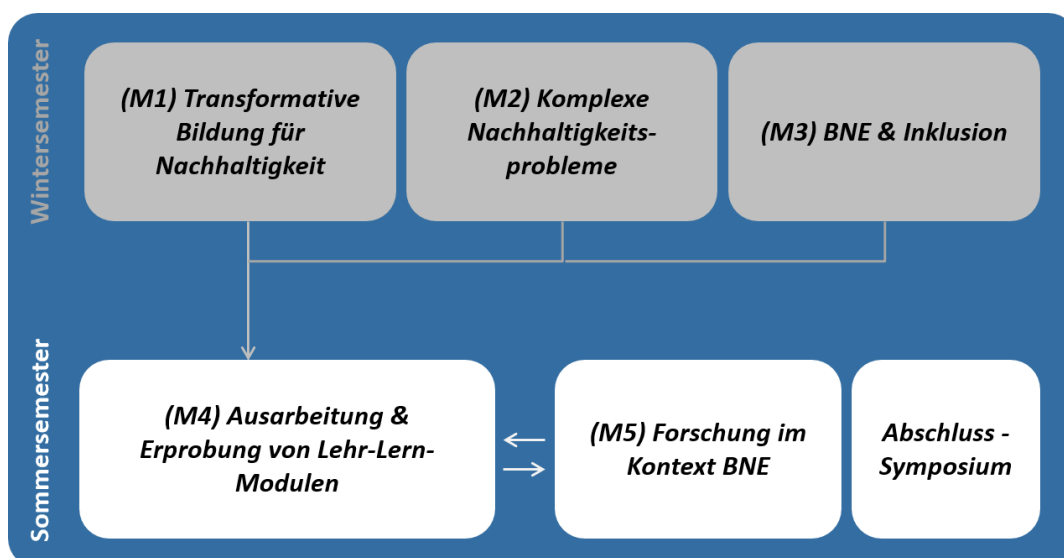 Wintersemester
(M1) Transformative
Bildung für
Nachhaltigkeit
(M2) Komplexe
Nachhaltigkeits-
probleme
(M3) BNE & Inklusion
Sommersemester
(M4) Ausarbeitung &
Erprobung von Lehr-Lern-
Modulen
(M5) Forschung im
Kontext BNE
Abschluss -
Symposium